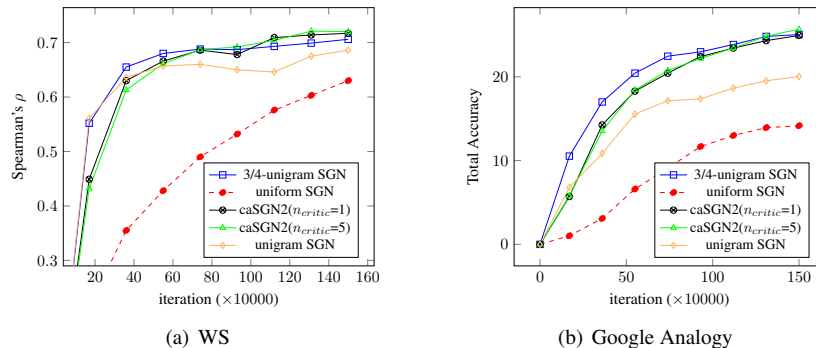 0.7
0.6
0.5
0.4
0.3
Spearman's ρ
20 40 60 80 100 120 140 160
iteration (×10000)
3/4-unigram SGN
uniform SGN
caSGN2(n_critic=1)
caSGN2(n_critic=5)
unigram SGN
(a) WS
20
10
0
Total Accuracy
0 50 100 150
iteration (×10000)
3/4-unigram SGN
uniform SGN
caSGN2(n_critic=1)
caSGN2(n_critic=5)
unigram SGN
(b) Google Analogy